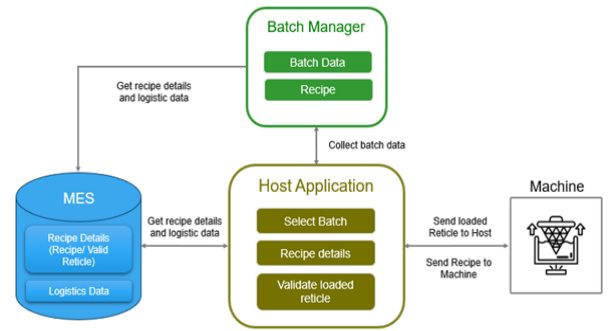 Batch Manager
Batch Data
Recipe
Get recipe details
and logistic data
Collect batch data
MES
Recipe Details
(Recipe/ Valid
Reticle)
Logistics Data
Get recipe details
and logistic data
Host Application
Select Batch
Recipe details
Validate loaded
reticle
Send loaded
Reticle to Host
Send Recipe to
Machine
Machine